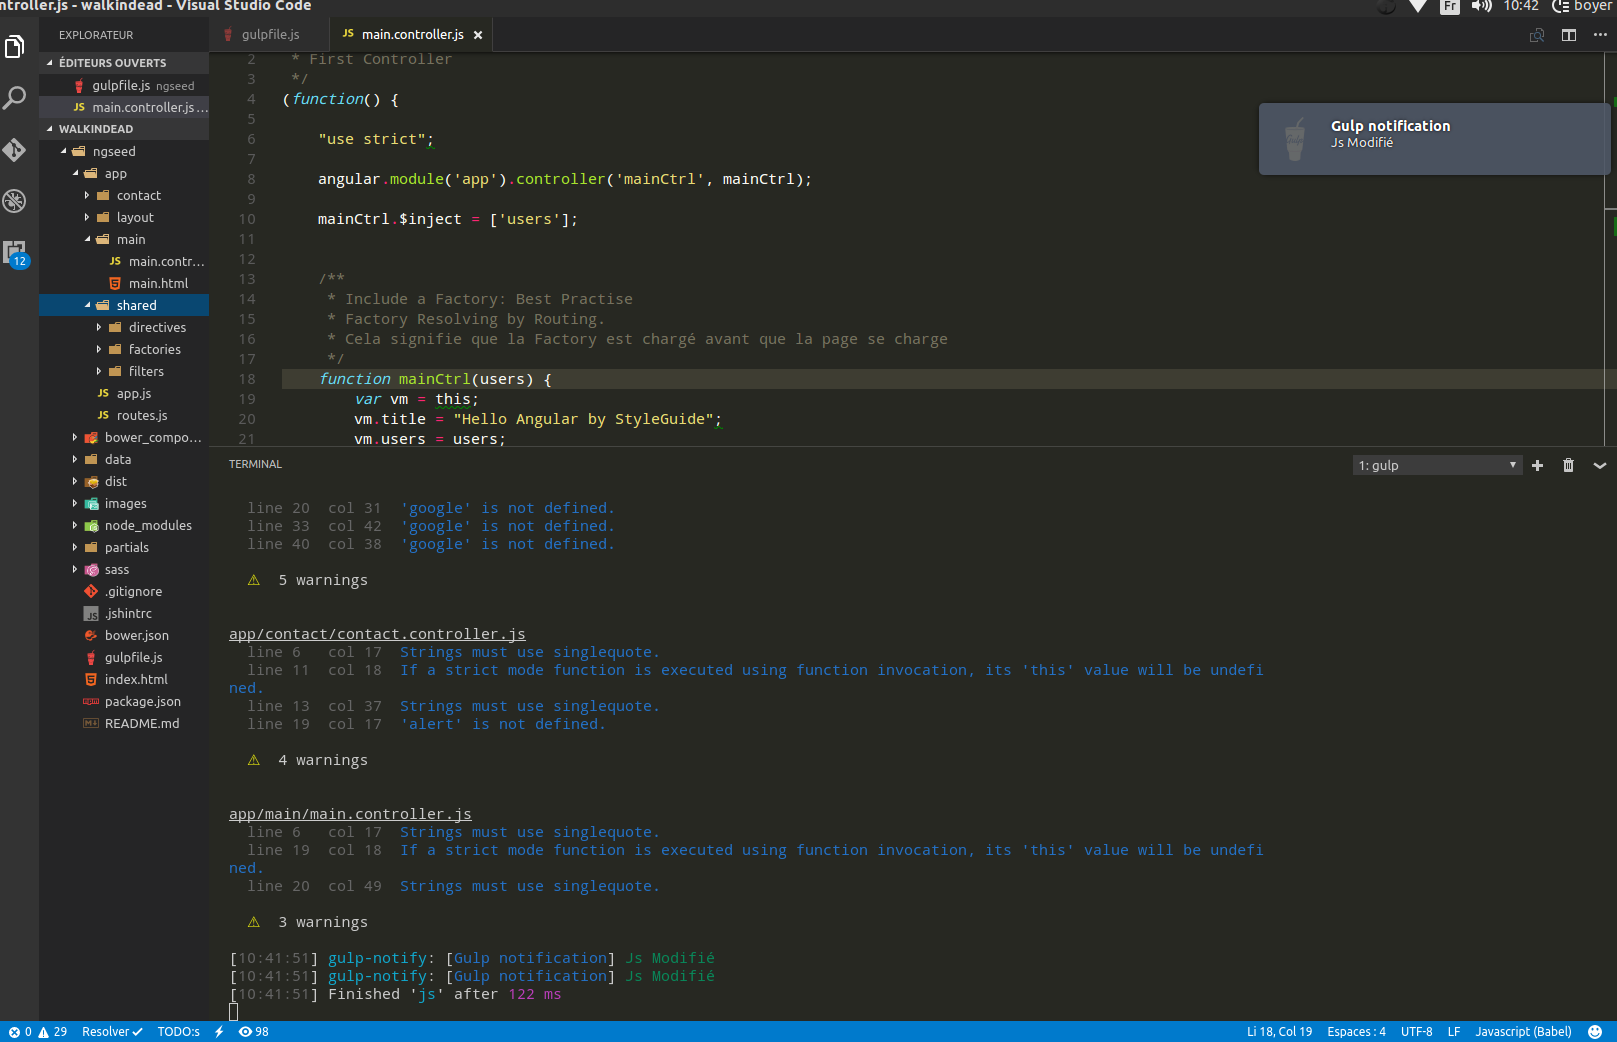 ntroller.js - walkindead - Visual Studio Code
Fr 10:42 boyer
EXPLORATEUR
ÉDITEURS OUVERTS
gulpfile.js ngseed
JS main.controller.js ...
WALKINDEAD
ngseed
app
contact
layout
main
JS main.contr...
main.html
shared
directives
factories
filters
JS app.js
JS routes.js
bower_compo...
data
dist
images
node_modules
partials
sass
.gitignore
JS .jshintrc
bower.json
gulpfile.js
index.html
package.json
README.md
12
gulpfile.js
JS main.controller.js ×
2 * First Controller
3 */
4 (function() {
5
6 "use strict";
7
8 angular.module('app').controller('mainCtrl', mainCtrl);
9
10 mainCtrl.$inject = ['users'];
11
12
13 /**
14 * Include a Factory: Best Practise
15 * Factory Resolving by Routing.
16 * Cela signifie que la Factory est chargé avant que la page se charge
17 */
18 function mainCtrl(users) {
19 var vm = this;
20 vm.title = "Hello Angular by StyleGuide";
21 vm.users = users;
Gulp notification
Js Modifié
TERMINAL
1: gulp
line 20 col 31 'google' is not defined.
line 33 col 42 'google' is not defined.
line 40 col 38 'google' is not defined.
⚠ 5 warnings
app/contact/contact.controller.js
line 6 col 17 Strings must use singlequote.
line 11 col 18 If a strict mode function is executed using function invocation, its 'this' value will be undefi
ned.
line 13 col 37 Strings must use singlequote.
line 19 col 17 'alert' is not defined.
⚠ 4 warnings
app/main/main.controller.js
line 6 col 17 Strings must use singlequote.
line 19 col 18 If a strict mode function is executed using function invocation, its 'this' value will be undefi
ned.
line 20 col 49 Strings must use singlequote.
⚠ 3 warnings
[10:41:51] gulp-notify: [Gulp notification] Js Modifié
[10:41:51] gulp-notify: [Gulp notification] Js Modifié
[10:41:51] Finished 'js' after 122 ms
0 29 Resolver TODO:s 98
Li 18, Col 19 Espaces : 4 UTF-8 LF Javascript (Babel)